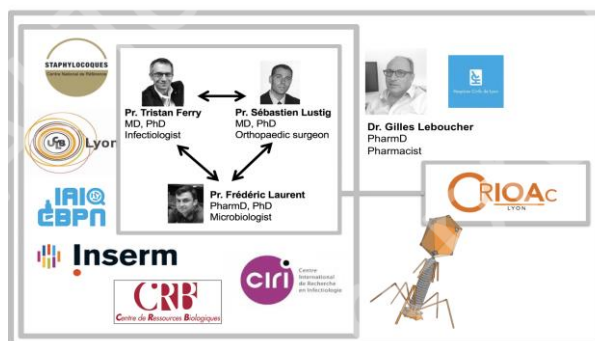 STAPHYLOCOQUES
Centre National de Référence
Pr. Tristan Ferry
MD, PhD
Infectiologist
Pr. Sébastien Lustig
MD, PhD
Orthopaedic surgeon
Dr. Gilles Leboucher
PharmD
Pharmacist
Lyon
Pr. Frédéric Laurent
PharmD, PhD
Microbiologist
CRIOAc
LYON
Inserm
CRB
Centre de Ressources Biologiques
CIRI
Centre
International
de Recherche
en Infectiologie